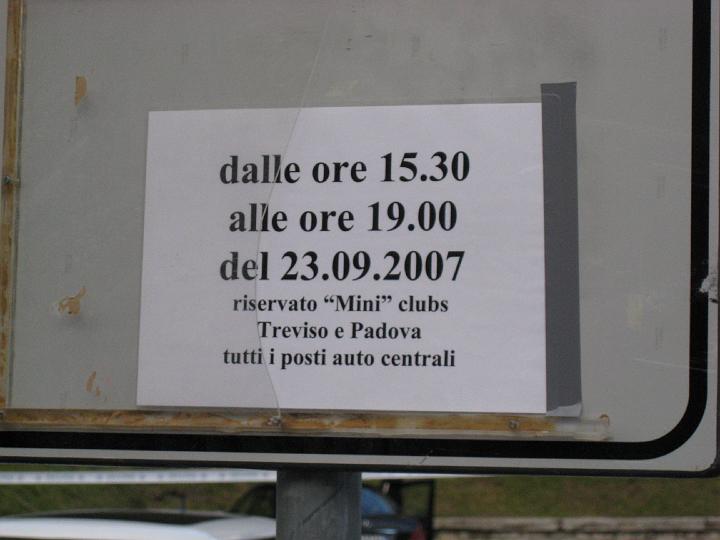 dalle ore 15.30
alle ore 19.00
del 23.09.2007
riservato “Mini” clubs
Treviso e Padova
tutti i posti auto centrali